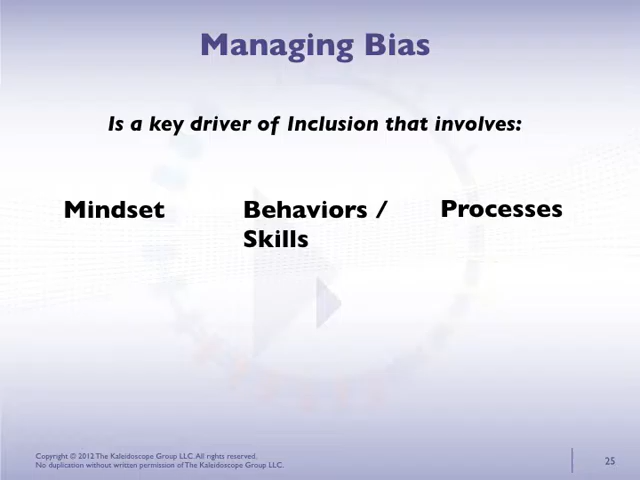 Managing Bias
Is a key driver of Inclusion that involves:
Mindset
Behaviors /
Skills
Processes
Copyright © 2012 The Kaleidoscope Group LLC. All rights reserved.
No duplication without written permission of The Kaleidoscope Group LLC.
25